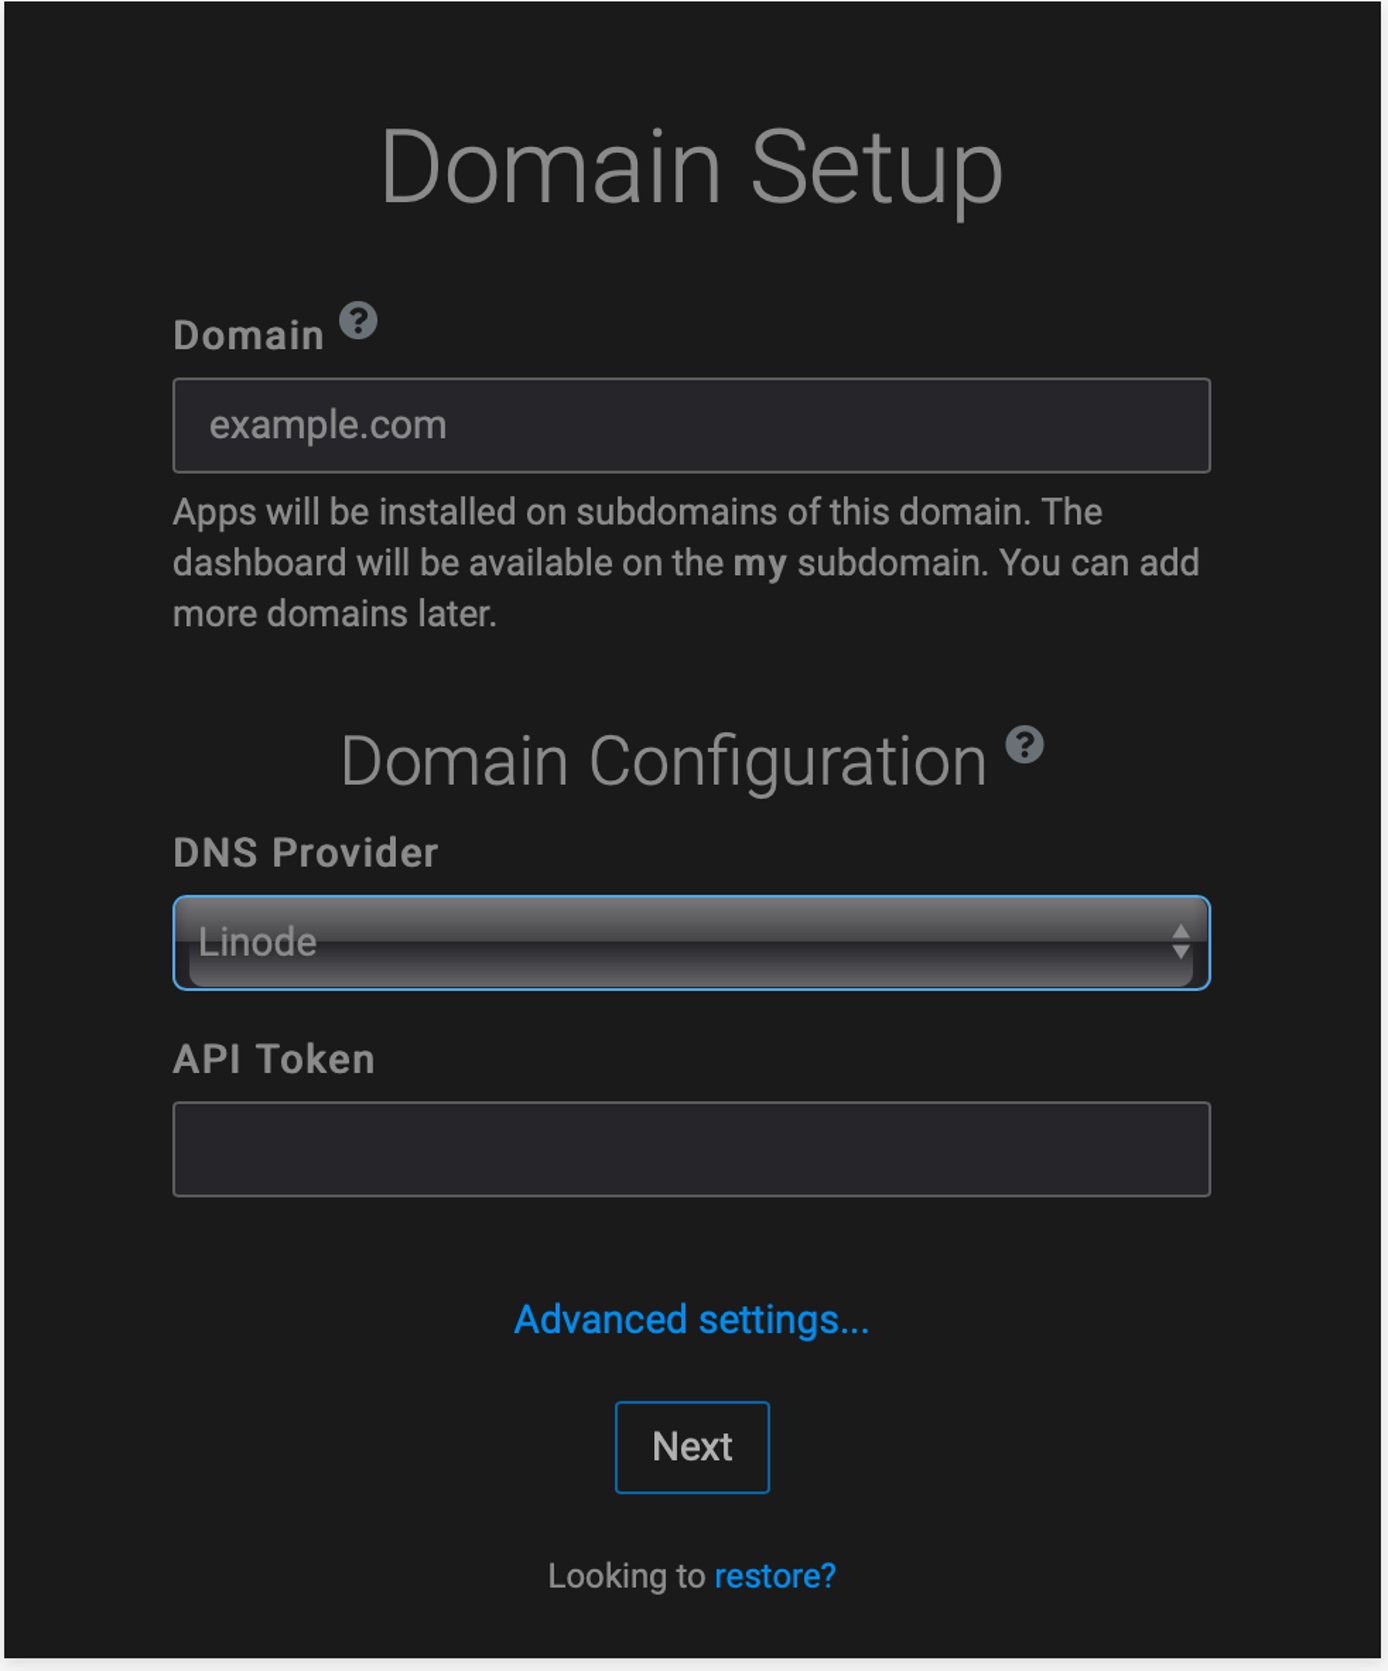 Domain Setup
Domain ?
example.com
Apps will be installed on subdomains of this domain. The
dashboard will be available on the my subdomain. You can add
more domains later.
Domain Configuration ?
DNS Provider
Linode
API Token
Advanced settings...
Next
Looking to restore?